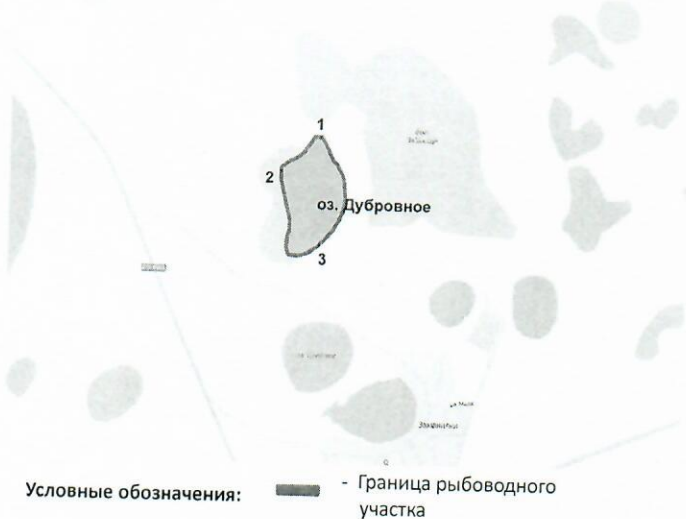 1
2
оз. Дубровное
3
Условные обозначения:
- Граница рыбоводного
участка